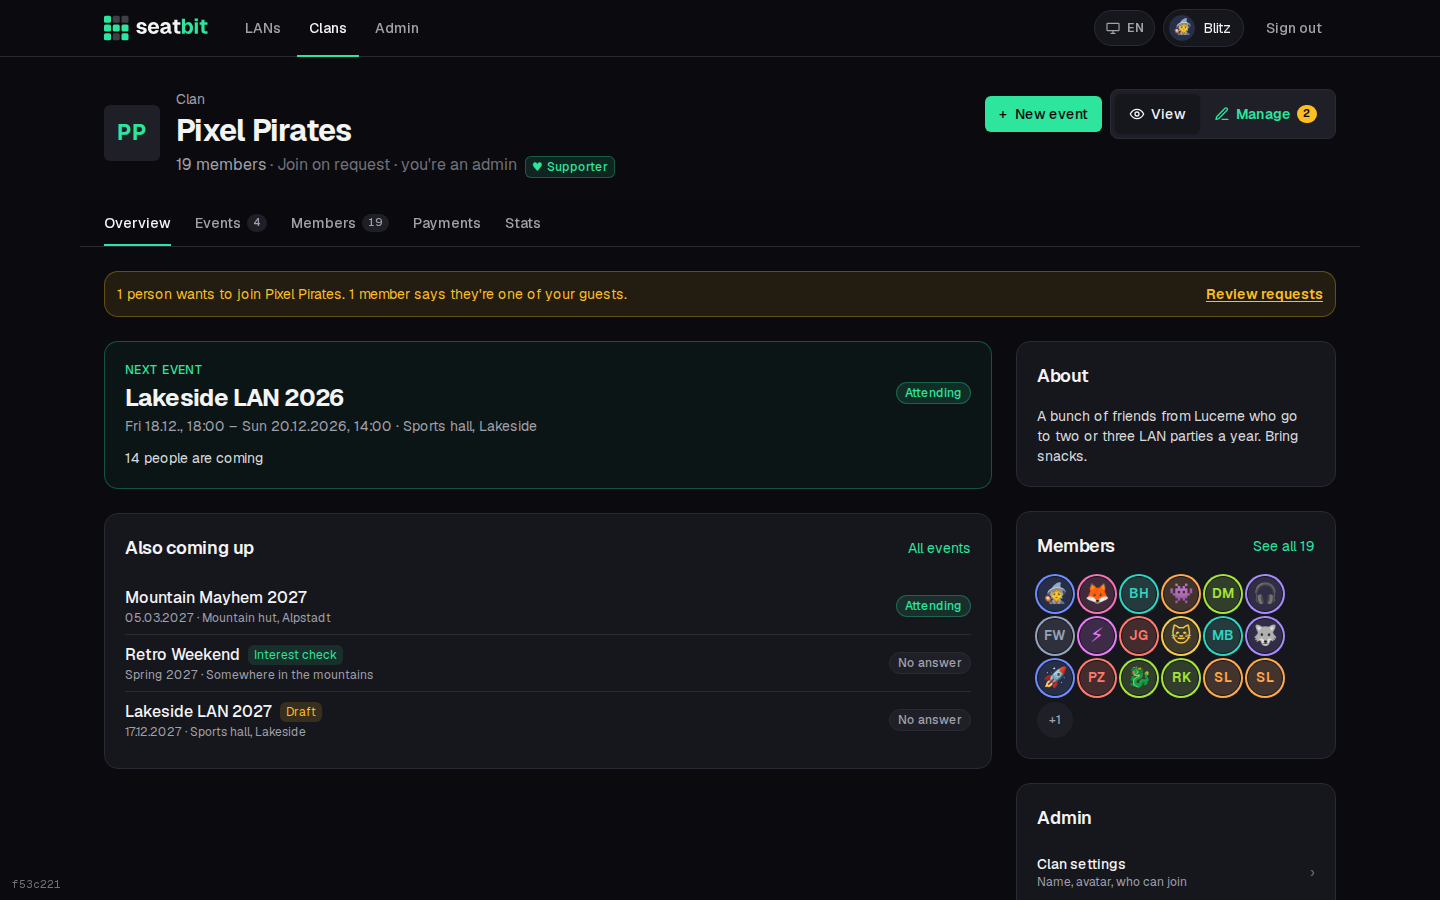 seatbit
LANs
Clans
Admin
EN
Blitz
Sign out
PP
Clan
Pixel Pirates
19 members · Join on request · you're an admin
♥ Supporter
+ New event
View
Manage 2
Overview
Events 4
Members 19
Payments
Stats
1 person wants to join Pixel Pirates. 1 member says they're one of your guests.
Review requests
NEXT EVENT
Lakeside LAN 2026
Fri 18.12., 18:00 – Sun 20.12.2026, 14:00 · Sports hall, Lakeside
14 people are coming
Attending
Also coming up
All events
Mountain Mayhem 2027
05.03.2027 · Mountain hut, Alpstadt
Attending
Retro Weekend Interest check
Spring 2027 · Somewhere in the mountains
No answer
Lakeside LAN 2027 Draft
17.12.2027 · Sports hall, Lakeside
No answer
About
A bunch of friends from Lucerne who go
to two or three LAN parties a year. Bring
snacks.
Members
See all 19
BH DM
FW JG MB
PZ RK SL SL
+1
Admin
Clan settings
Name, avatar, who can join
›
f53c221